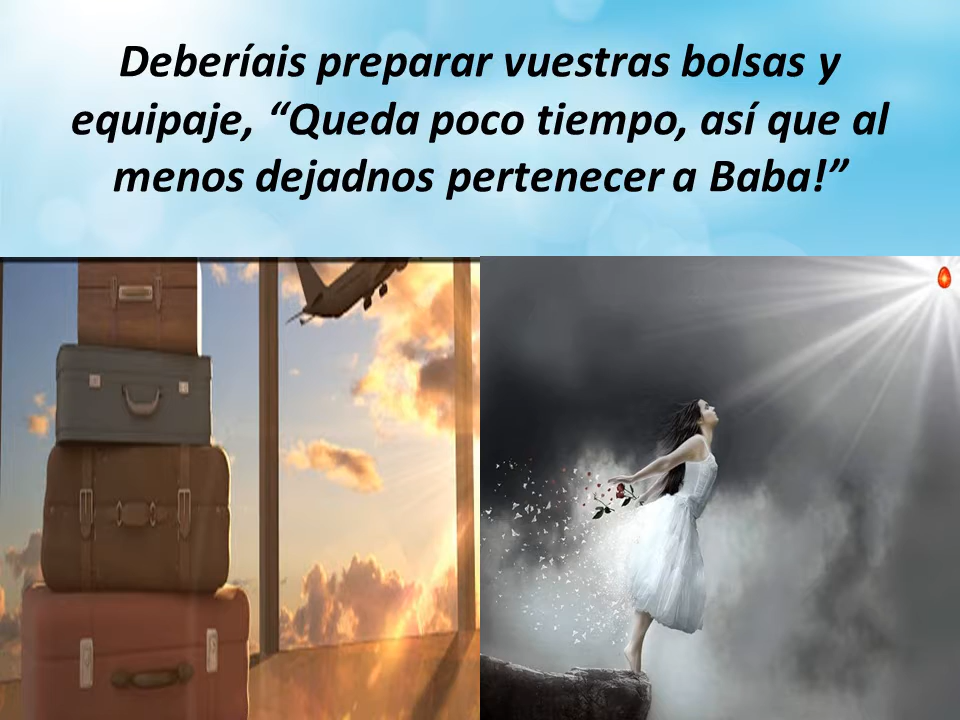 Deberíais preparar vuestras bolsas y
equipaje, “Queda poco tiempo, así que al
menos dejadnos pertenecer a Baba!”